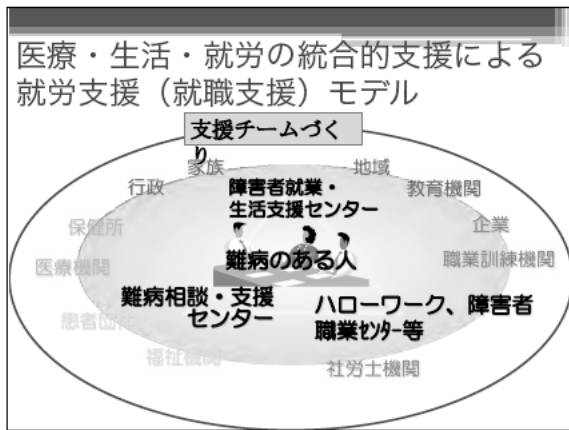 医療・生活・就労の統合的支援による
就労支援（就職支援）モデル
支援チームづく
り
家族
地域
行政
障害者就業・
生活支援センター
教育機関
保健所
企業
医療機関
難病のある人
職業訓練機関
難病相談・支援
センター
ハローワーク、障害者
職業ｾﾝﾀｰ等
患者団体
福祉機関
社労士機関